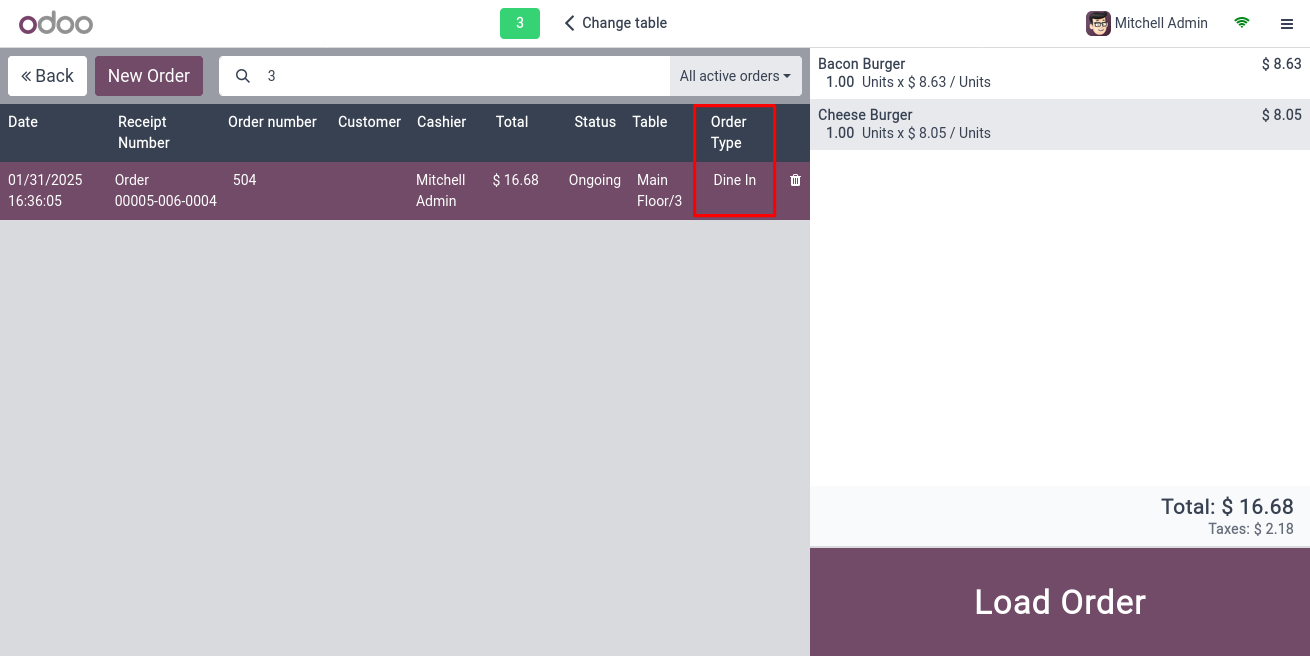 odoo
3
Change table
Mitchell Admin
Back
New Order
3
All active orders
Date
Receipt Number
Order number
Customer
Cashier
Total
Status
Table
Order Type
01/31/2025 16:36:05
Order 00005-006-0004
504
Mitchell Admin
$ 16.68
Ongoing
Main Floor/3
Dine In
Bacon Burger
$ 8.63
1.00 Units x $ 8.63 / Units
Cheese Burger
$ 8.05
1.00 Units x $ 8.05 / Units
Total: $ 16.68
Taxes: $ 2.18
Load Order